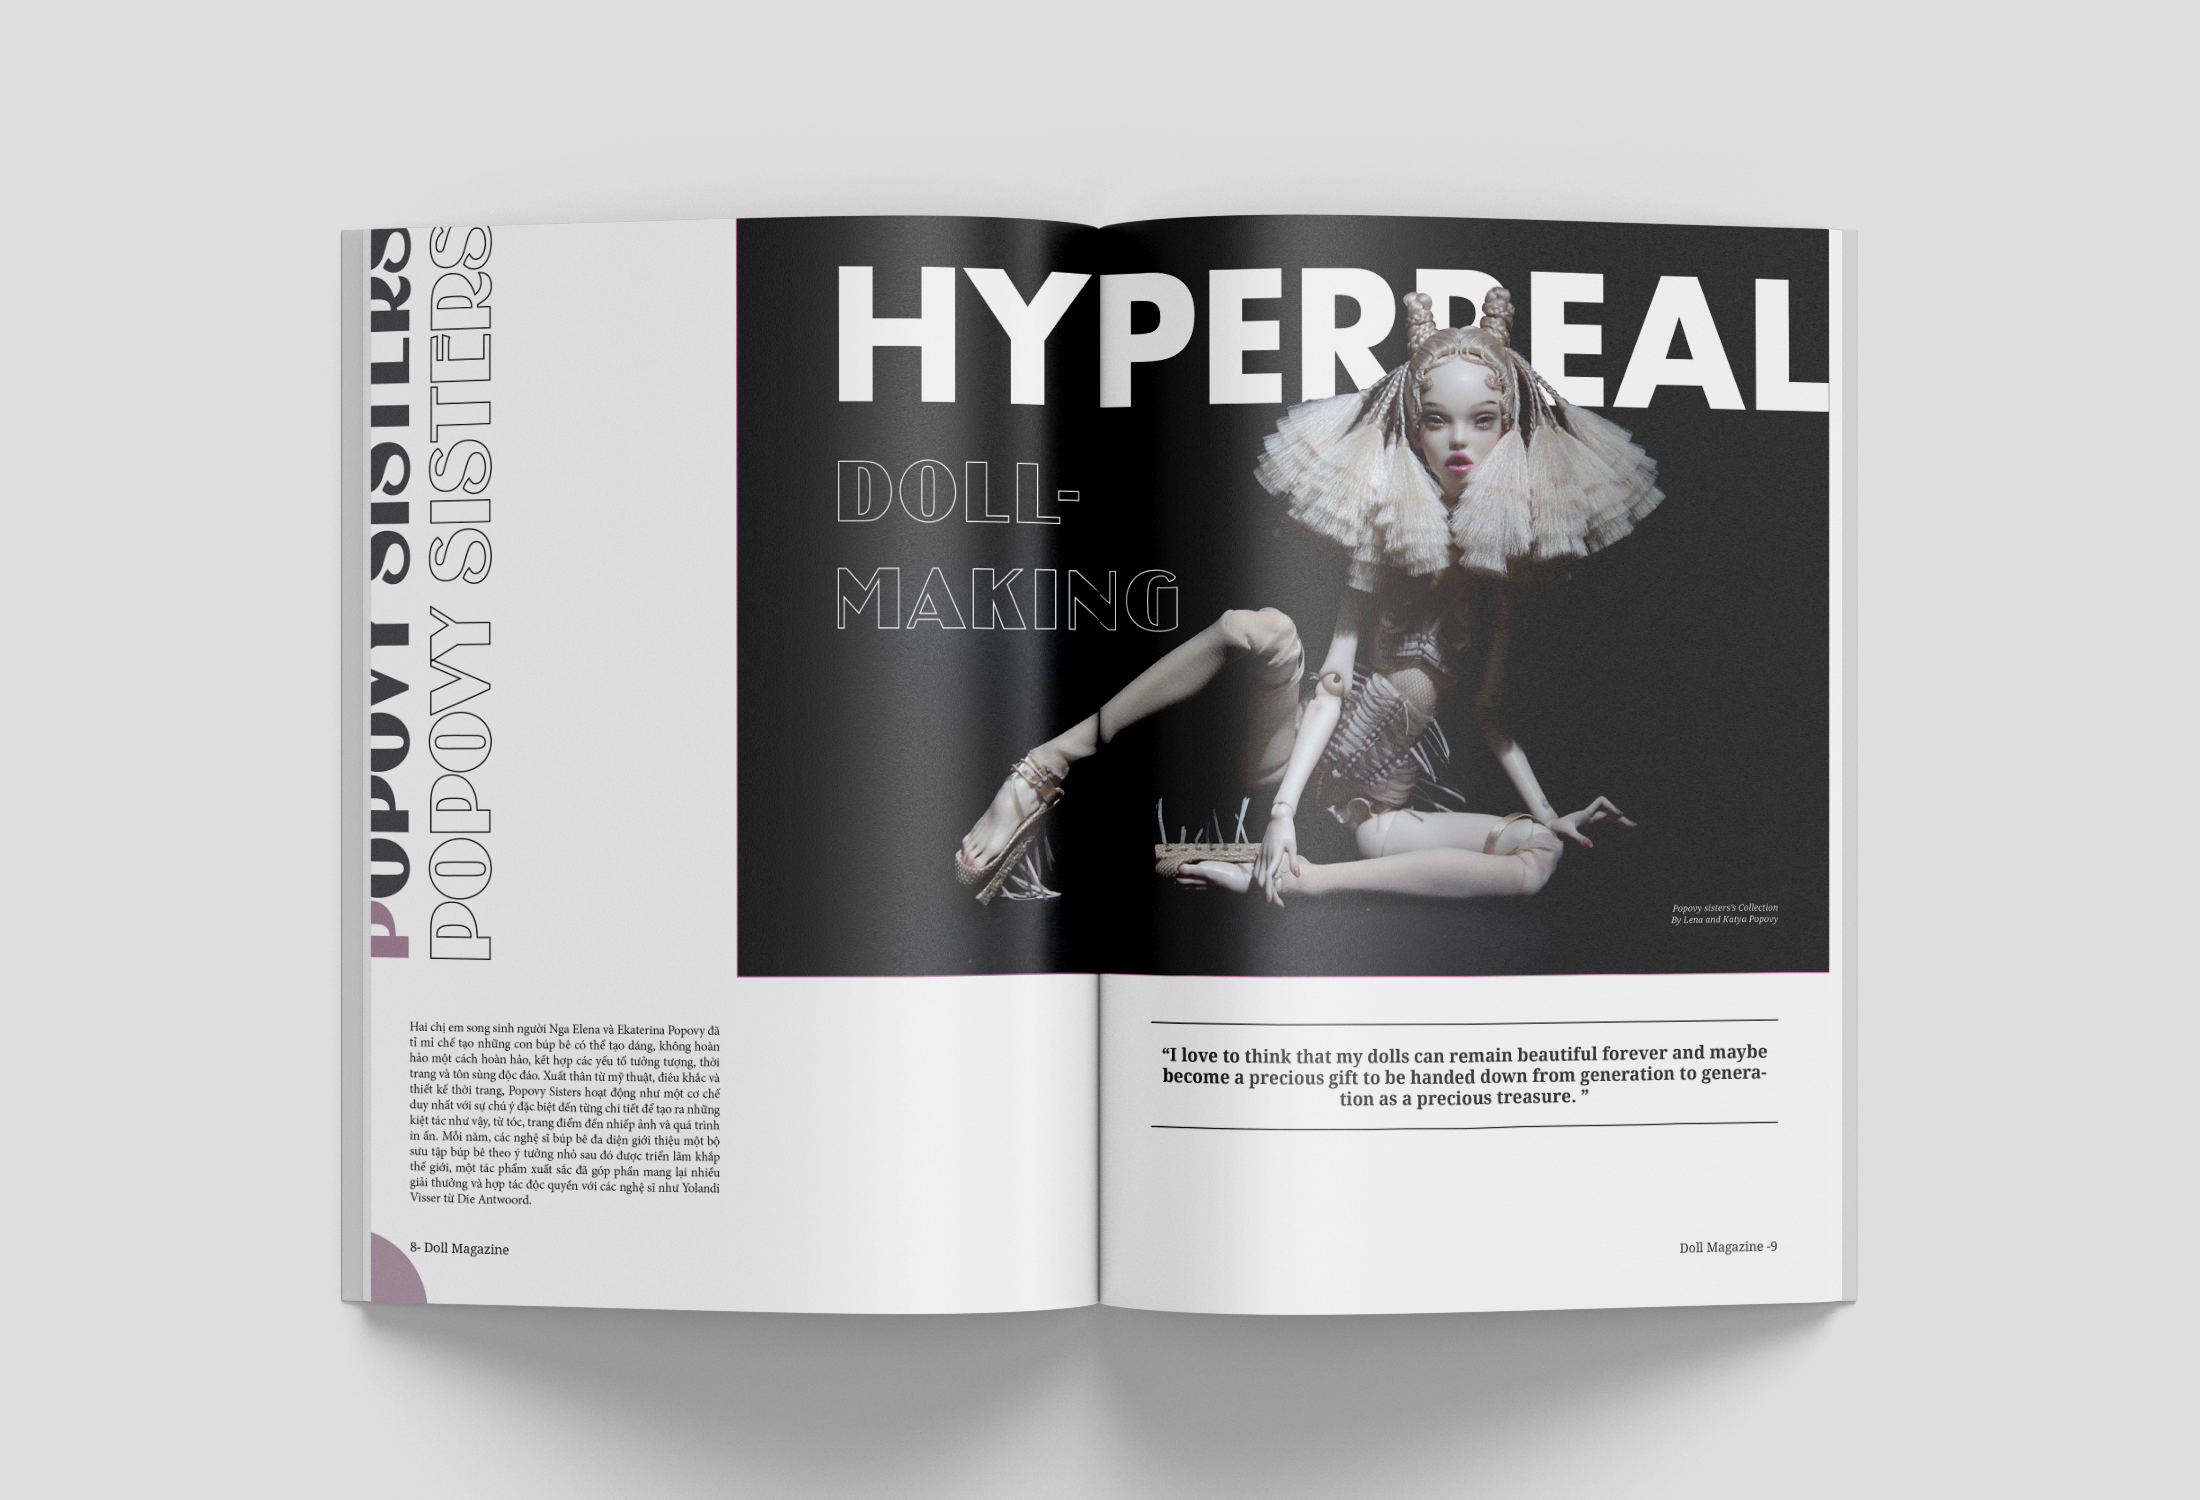 POPOVY SISTERS
POPOVY SISTERS
Hai chị em song sinh người Nga Elena và Ekaterina Popovy đã
tỉ mỉ chế tạo những con búp bê có thể tạo dáng, không hoàn
hảo một cách hoàn hảo, kết hợp các yếu tố tưởng tượng, thời
trang và tôn sùng độc đáo. Xuất thân từ mỹ thuật, điêu khắc và
thiết kế thời trang, Popovy Sisters hoạt động như một cơ chế
duy nhất với sự chú ý đặc biệt đến từng chi tiết để tạo ra những
kiệt tác như vậy, từ tóc, trang điểm đến nhiếp ảnh và quá trình
in ấn. Mỗi năm, các nghệ sĩ búp bê đa diện giới thiệu một bộ
sưu tập búp bê theo ý tưởng nhỏ sau đó được triển lãm khắp
thế giới, một tác phẩm xuất sắc đã góp phần mang lại nhiều
giải thưởng và hợp tác độc quyền với các nghệ sĩ như Yolandi
Visser từ Die Antwoord.
8- Doll Magazine
HYPERREAL
DOLL-
MAKING
Popovy sisters's Collection
By Lena and Katya Popovy
“I love to think that my dolls can remain beautiful forever and maybe
become a precious gift to be handed down from generation to genera-
tion as a precious treasure. ”
Doll Magazine -9